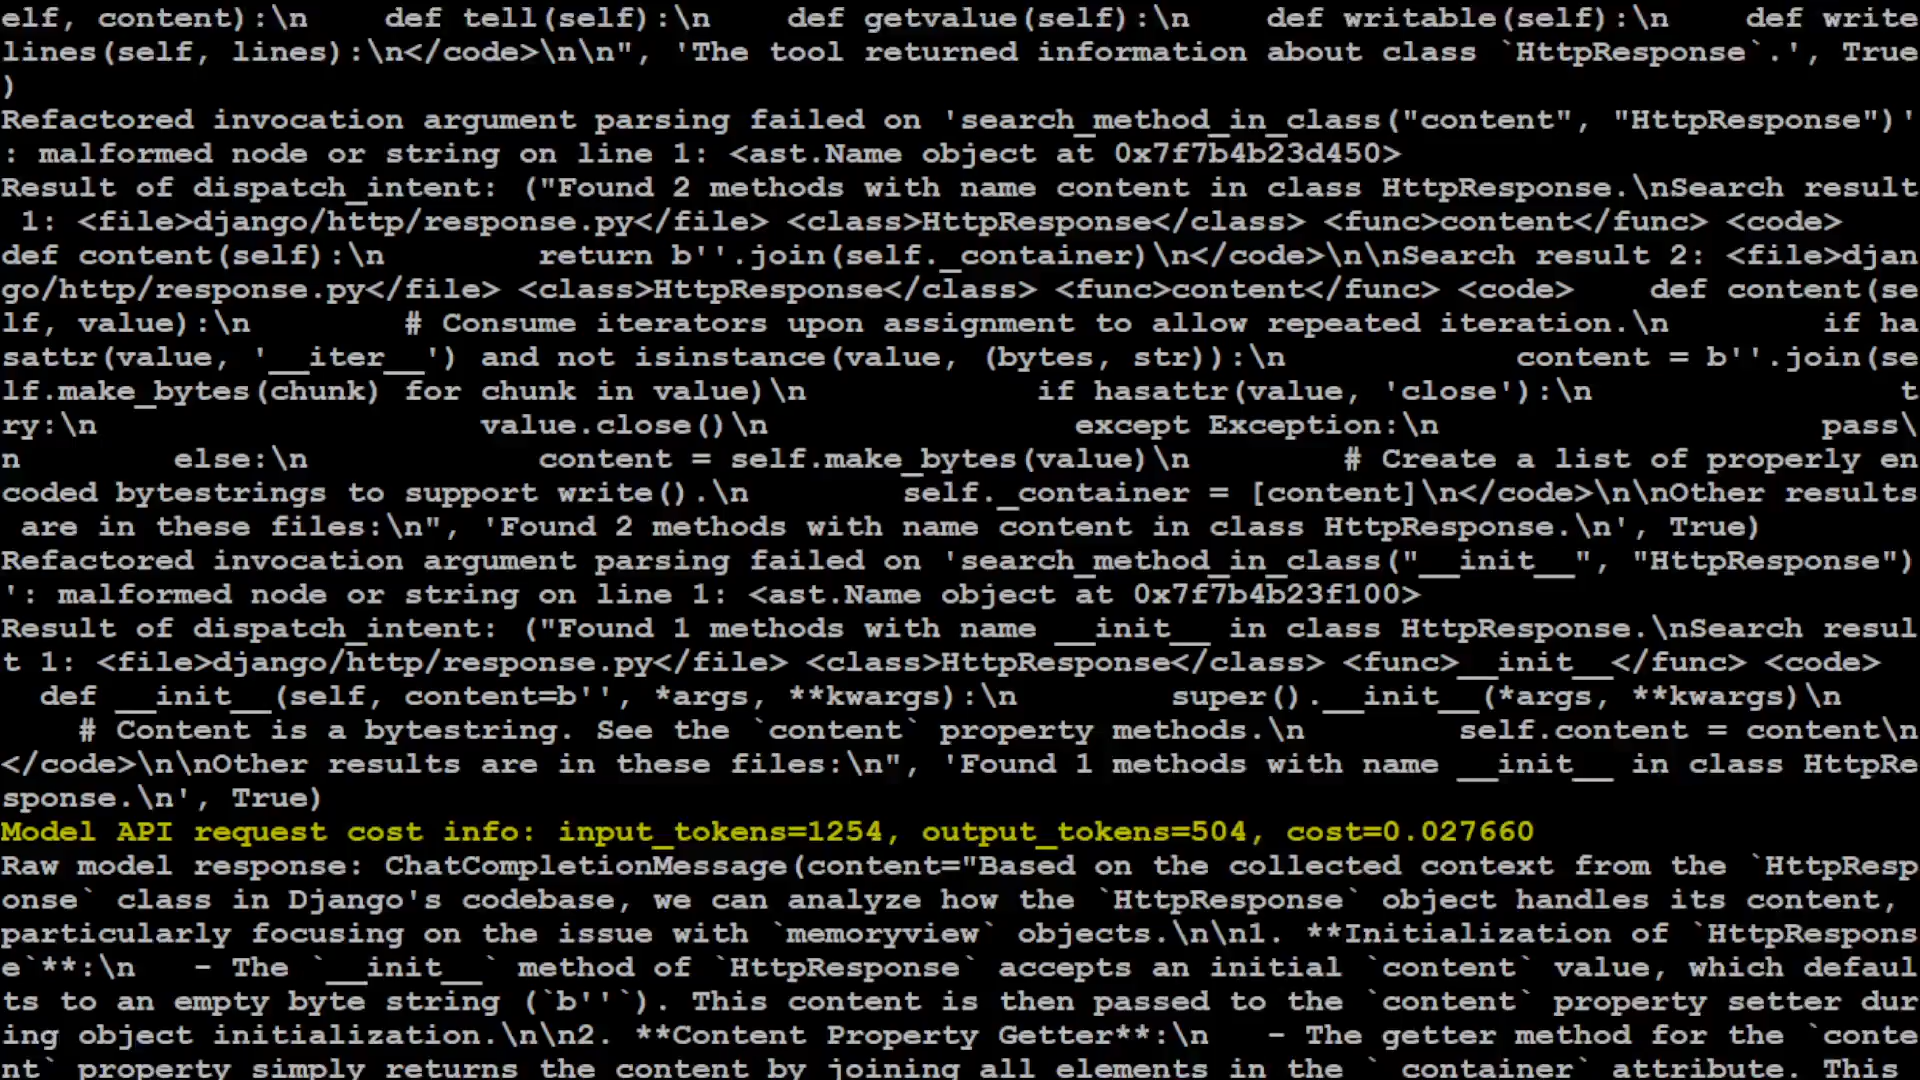 elf, content):\n    def tell(self):\n    def getvalue(self):\n    def writable(self):\n    def write
lines(self, lines):\n</code>\n\n", 'The tool returned information about class `HttpResponse`.', True
)
Refactored invocation argument parsing failed on 'search_method_in_class("content", "HttpResponse")'
: malformed node or string on line 1: <ast.Name object at 0x7f7b4b23d450>
Result of dispatch_intent: ("Found 2 methods with name content in class HttpResponse.\nSearch result
 1: <file>django/http/response.py</file> <class>HttpResponse</class> <func>content</func> <code>
def content(self):\n        return b''.join(self._container)\n</code>\n\nSearch result 2: <file>djan
go/http/response.py</file> <class>HttpResponse</class> <func>content</func> <code>    def content(se
lf, value):\n        # Consume iterators upon assignment to allow repeated iteration.\n        if ha
sattr(value, '__iter__') and not isinstance(value, (bytes, str)):\n            content = b''.join(se
lf.make_bytes(chunk) for chunk in value)\n            if hasattr(value, 'close'):\n                t
ry:\n                    value.close()\n                except Exception:\n                    pass\
n        else:\n            content = self.make_bytes(value)\n        # Create a list of properly en
coded bytestrings to support write().\n        self._container = [content]\n</code>\n\nOther results
 are in these files:\n", 'Found 2 methods with name content in class HttpResponse.\n', True)
Refactored invocation argument parsing failed on 'search_method_in_class("__init__", "HttpResponse")
': malformed node or string on line 1: <ast.Name object at 0x7f7b4b23f100>
Result of dispatch_intent: ("Found 1 methods with name __init__ in class HttpResponse.\nSearch resul
t 1: <file>django/http/response.py</file> <class>HttpResponse</class> <func>__init__</func> <code>
  def __init__(self, content=b'', *args, **kwargs):\n        super().__init__(*args, **kwargs)\n
    # Content is a bytestring. See the `content` property methods.\n        self.content = content\n
</code>\n\nOther results are in these files:\n", 'Found 1 methods with name __init__ in class HttpRe
sponse.\n', True)
Model API request cost info: input_tokens=1254, output_tokens=504, cost=0.027660
Raw model response: ChatCompletionMessage(content="Based on the collected context from the `HttpResp
onse` class in Django's codebase, we can analyze how the `HttpResponse` object handles its content,
particularly focusing on the issue with `memoryview` objects.\n\n1. **Initialization of `HttpRespons
e`**:\n   - The `__init__` method of `HttpResponse` accepts an initial `content` value, which defaul
ts to an empty byte string (`b''`). This content is then passed to the `content` property setter dur
ing object initialization.\n\n2. **Content Property Getter**:\n   - The getter method for the `conte
nt` property simply returns the content by joining all elements in the `_container` attribute. This